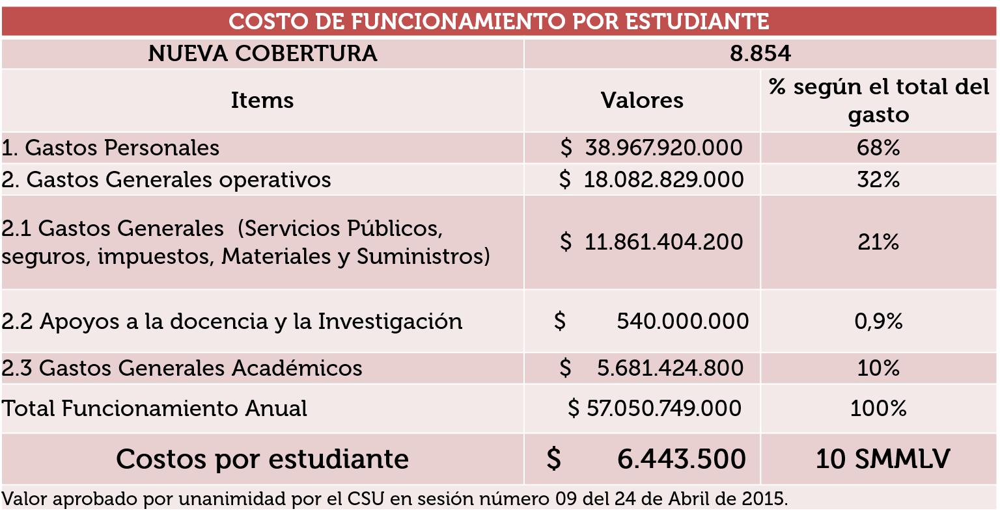 COSTO DE FUNCIONAMIENTO POR ESTUDIANTE
NUEVA COBERTURA 8.854
Items Valores % según el total del
gasto
1. Gastos Personales $ 38.967.920.000 68%
2. Gastos Generales operativos $ 18.082.829.000 32%
2.1 Gastos Generales (Servicios Públicos,
seguros, impuestos, Materiales y Suministros) $ 11.861.404.200 21%
2.2 Apoyos a la docencia y la Investigación $ 540.000.000 0,9%
2.3 Gastos Generales Académicos $ 5.681.424.800 10%
Total Funcionamiento Anual $ 57.050.749.000 100%
Costos por estudiante $ 6.443.500 10 SMMLV
Valor aprobado por unanimidad por el CSU en sesión número 09 del 24 de Abril de 2015.